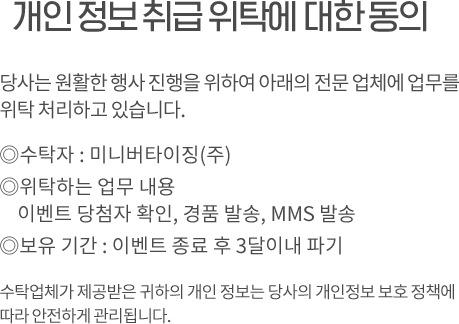 개인 정보 취급 위탁에 대한 동의
당사는 원활한 행사 진행을 위하여 아래의 전문 업체에 업무를
위탁 처리하고 있습니다.
◎수탁자 : 미니버타이징(주)
◎위탁하는 업무 내용
이벤트 당첨자 확인, 경품 발송, MMS 발송
◎보유 기간 : 이벤트 종료 후 3달이내 파기
수탁업체가 제공받은 귀하의 개인 정보는 당사의 개인정보 보호 정책에
따라 안전하게 관리됩니다.